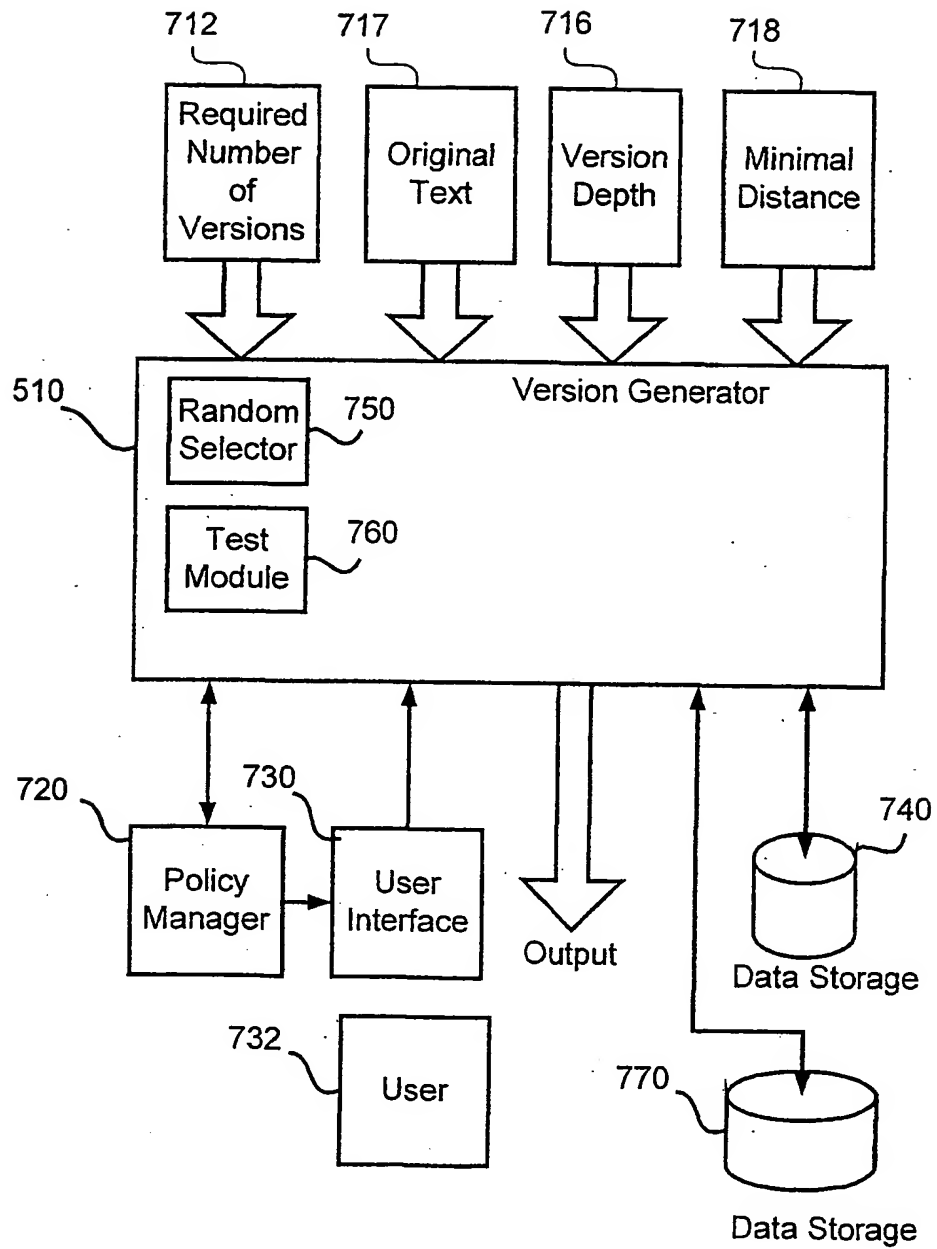 712
717
716
718
Required
Number
of
Versions
Original
Text
Version
Depth
Minimal
Distance
510
Version Generator
Random
Selector
750
Test
Module
760
720
730
740
Policy
Manager
User
Interface
Output
Data Storage
732
User
770
Data Storage